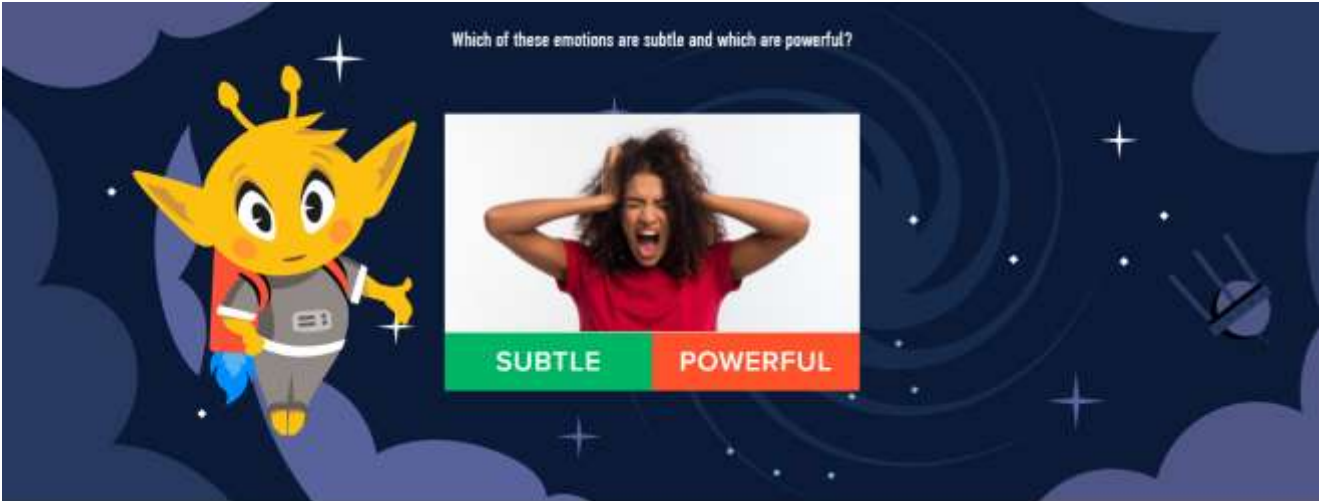 Which of these emotions are subtle and which are powerful?
SUBTLE
POWERFUL